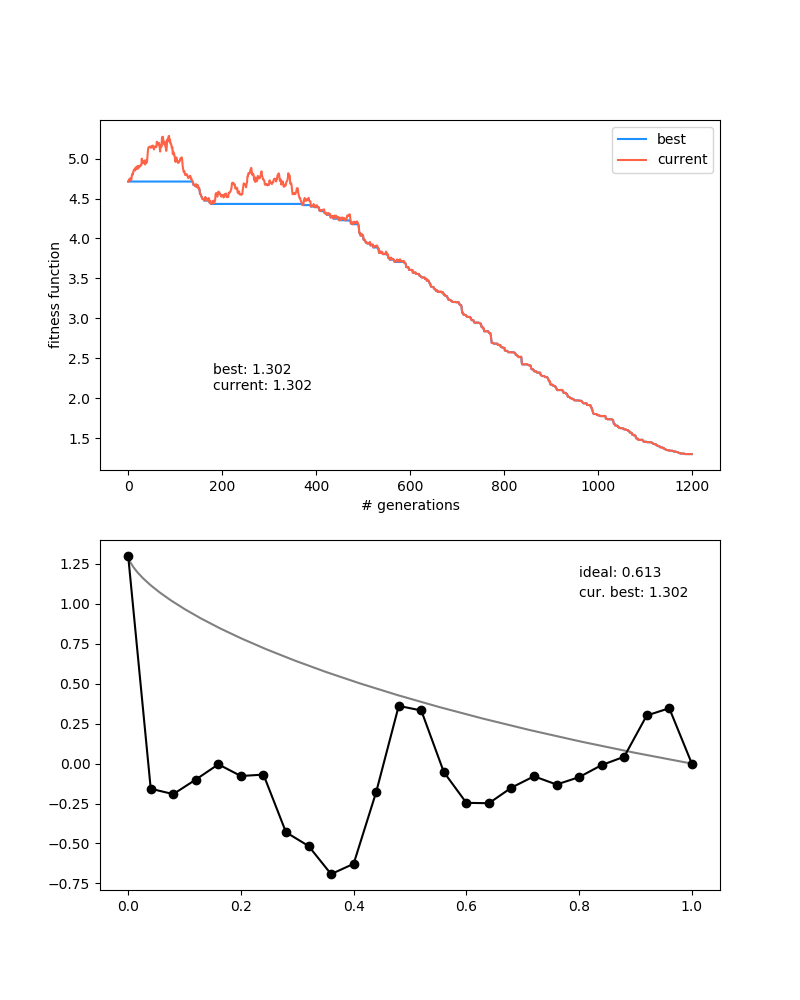 best
current
5.0
4.5
4.0
3.5
3.0
2.5
2.0
1.5
fitness function
best: 1.302
current: 1.302
0 200 400 600 800 1000 1200
# generations
ideal: 0.613
cur. best: 1.302
1.25
1.00
0.75
0.50
0.25
0.00
−0.25
−0.50
−0.75
0.0 0.2 0.4 0.6 0.8 1.0